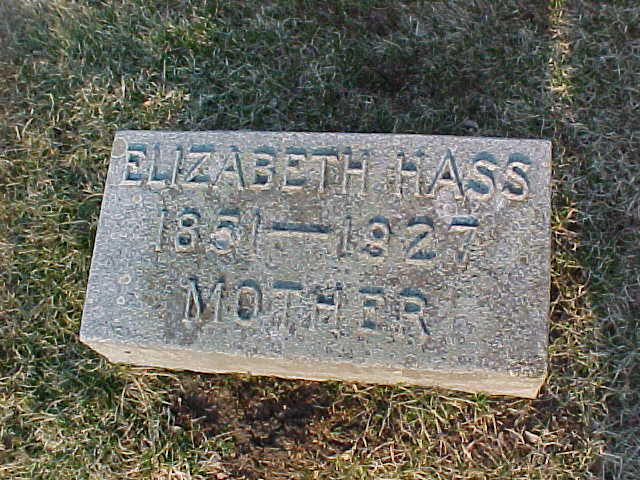 ELIZABETH HASS
1851—1927
MOTHER